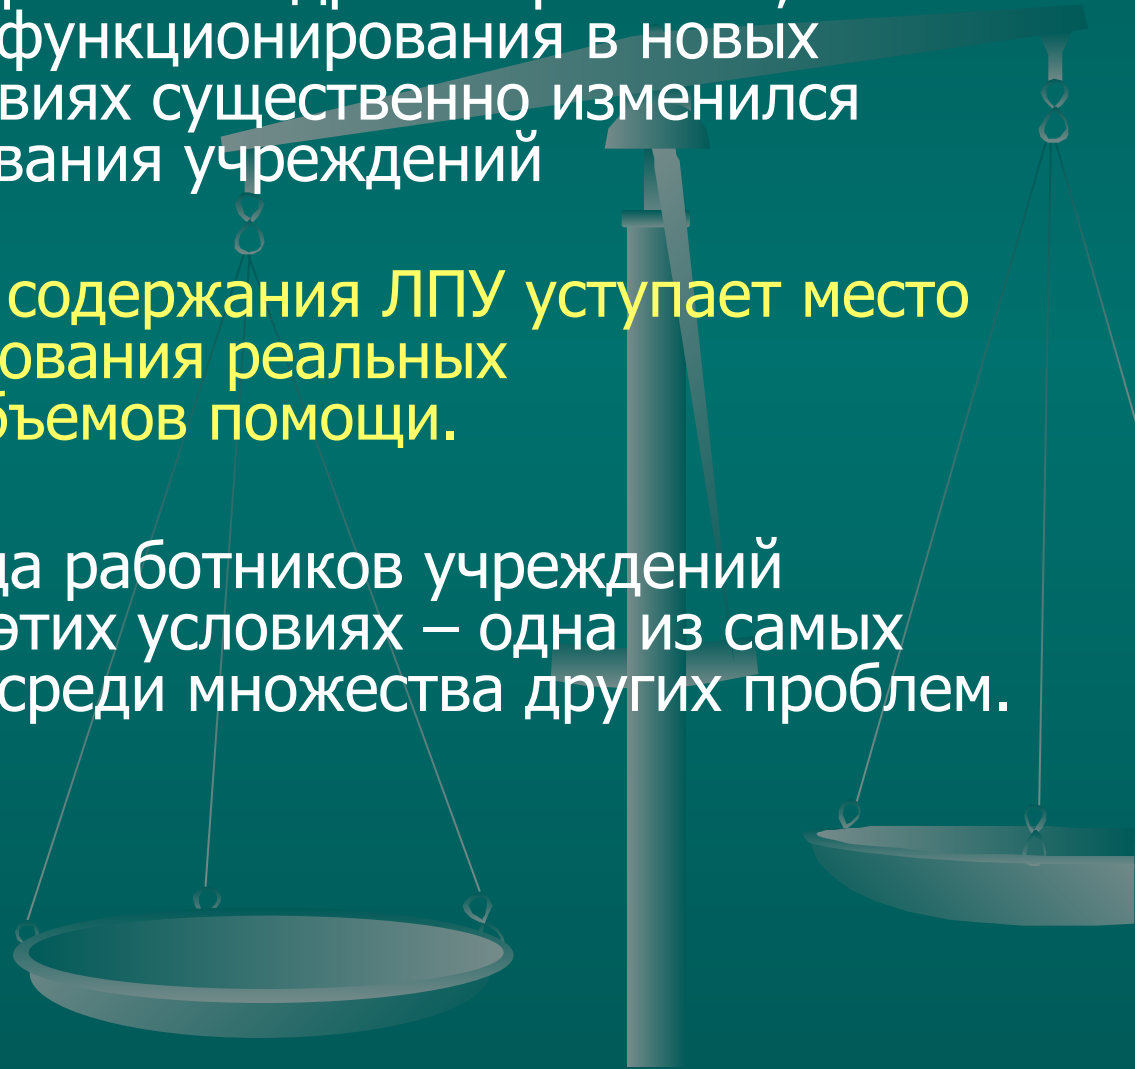 функционирования в новых
виях существенно изменился
вания учреждений
содержания ЛПУ уступает место
ования реальных
бъемов помощи.
да работников учреждений
этих условиях – одна из самых
среди множества других проблем.